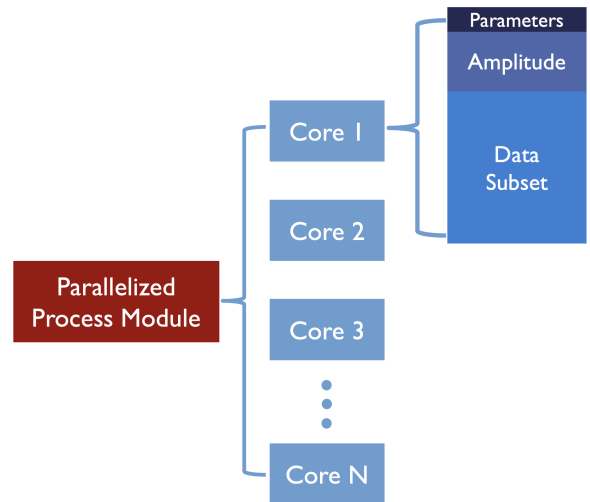 Parameters
Amplitude
Data
Subset
Core 1
Core 2
Parallelized
Process Module
Core 3
Core N